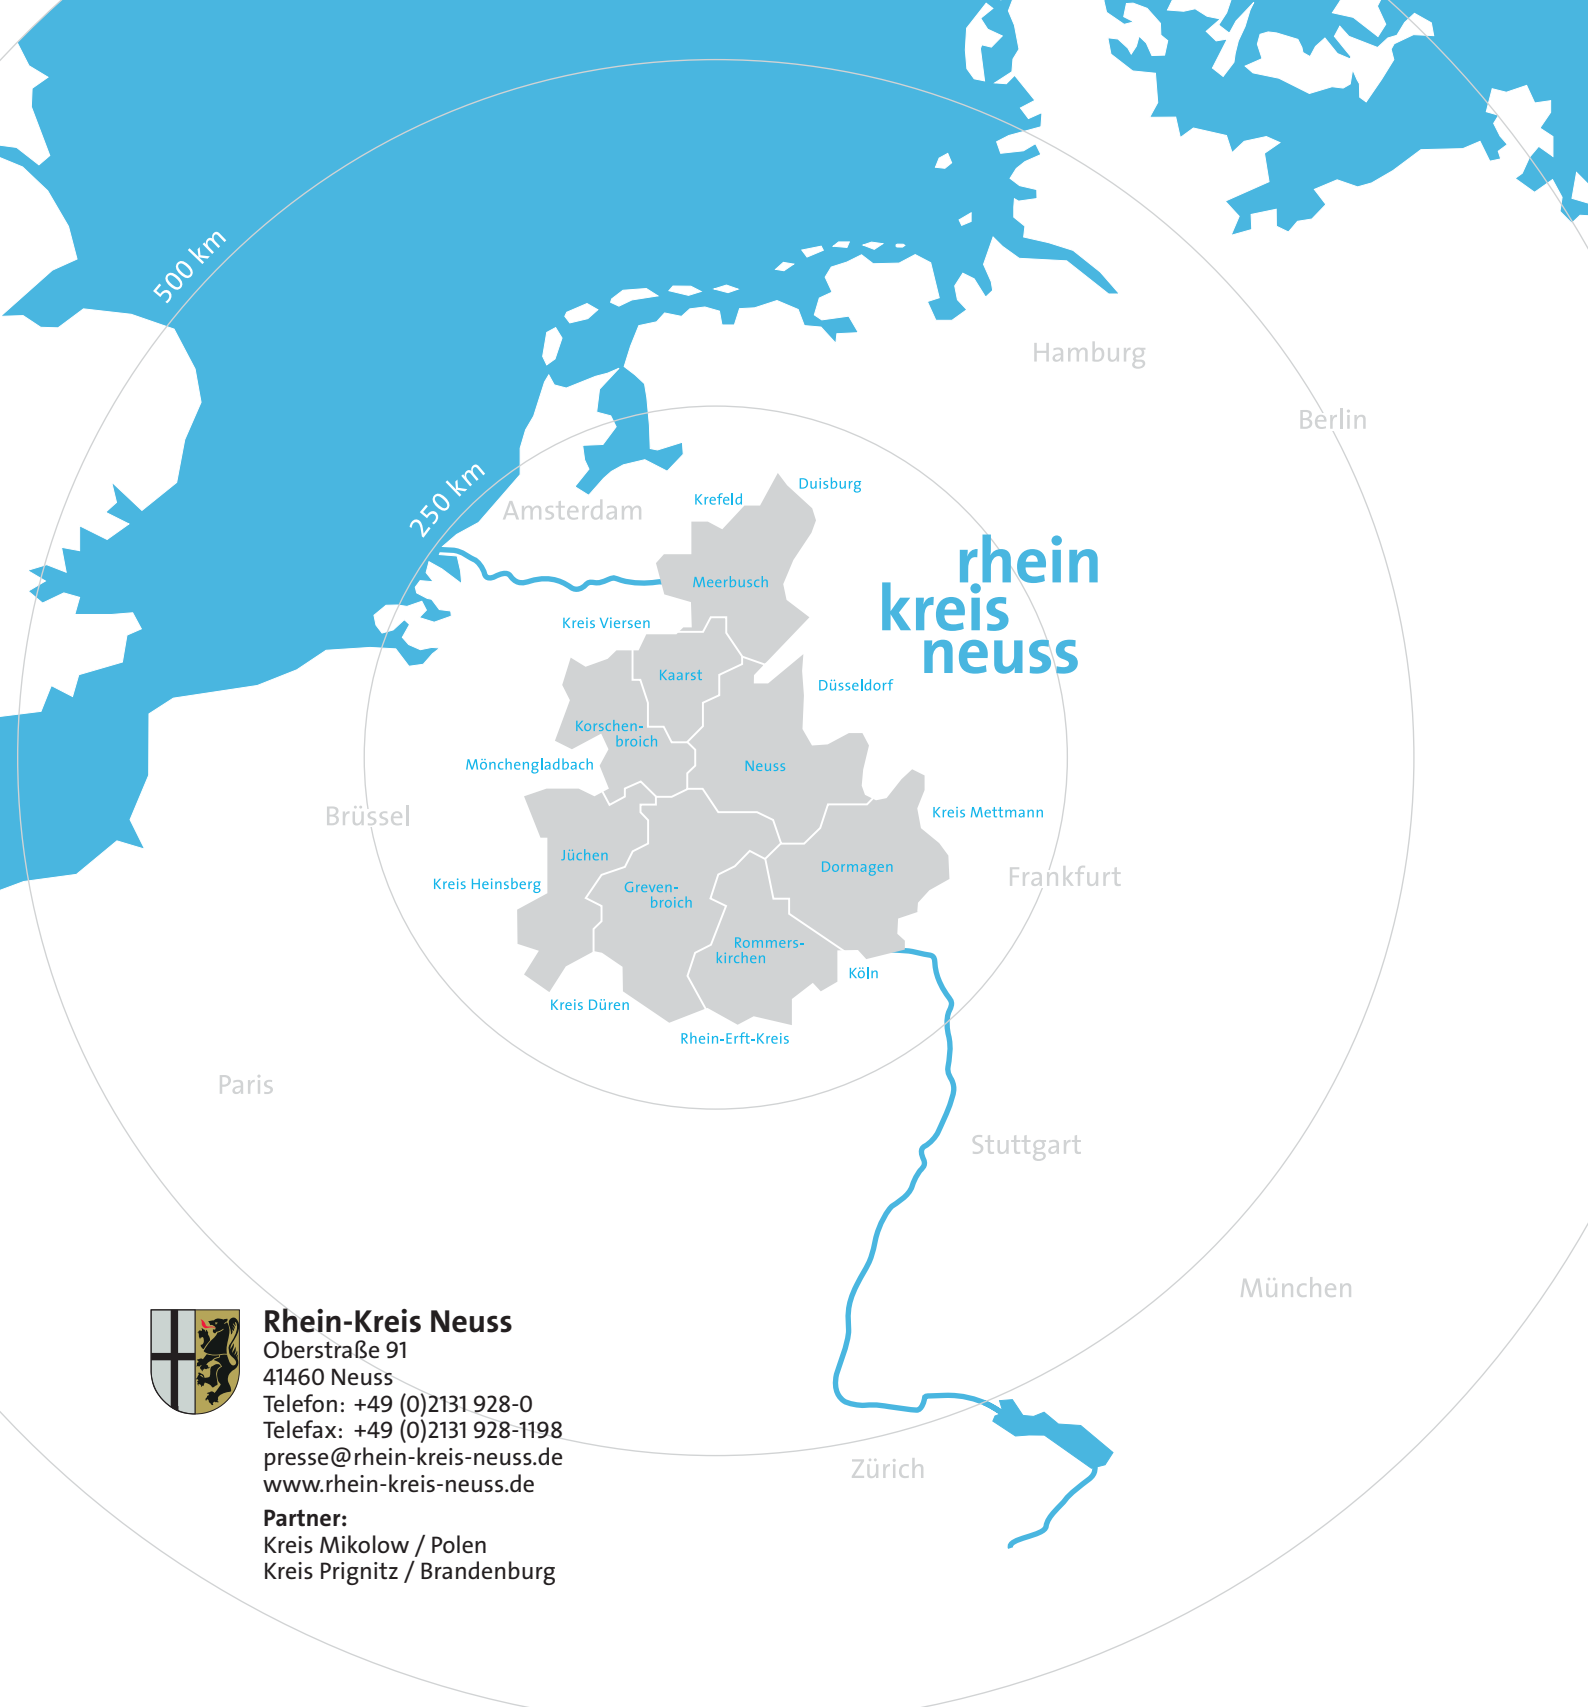 500 km
Hamburg
Berlin
250 km
Amsterdam
Krefeld
Duisburg
rhein
kreis
neuss
Meerbusch
Kreis Viersen
Kaarst
Düsseldorf
Korschen-
broich
Mönchengladbach
Neuss
Brüssel
Kreis Mettmann
Jüchen
Dormagen
Frankfurt
Kreis Heinsberg
Greven-
broich
Rommers-
kirchen
Köln
Kreis Düren
Rhein-Erft-Kreis
Paris
Stuttgart
München
Zürich
Rhein-Kreis Neuss
Oberstraße 91
41460 Neuss
Telefon: +49 (0)2131 928-0
Telefax: +49 (0)2131 928-1198
presse@rhein-kreis-neuss.de
www.rhein-kreis-neuss.de
Partner:
Kreis Mikolow / Polen
Kreis Prignitz / Brandenburg